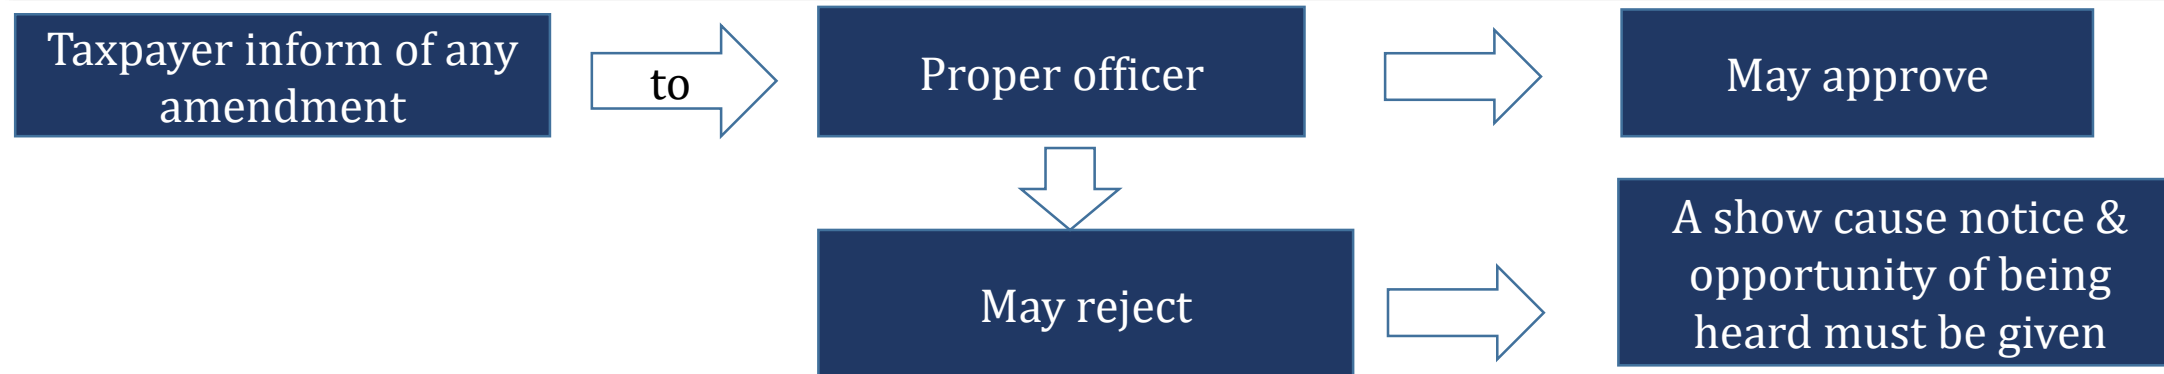 Taxpayer inform of any
amendment
to
Proper officer
May approve
May reject
A show cause notice &
opportunity of being
heard must be given